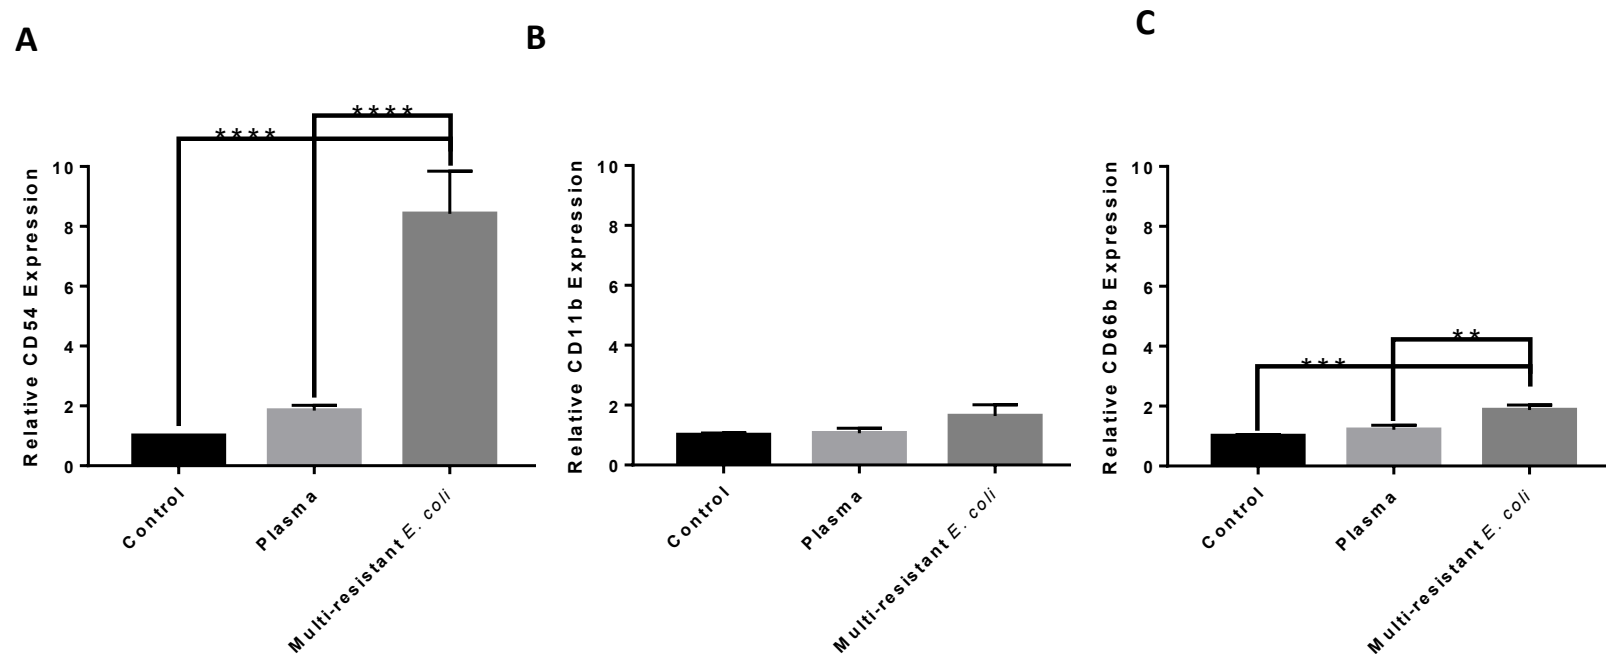 A
B
C
****
****
Relative CD54 Expression
10
8
6
4
2
0
Control
Plasma
Multi-resistant E. coli
Relative CD11b Expression
10
8
6
4
2
0
Control
Plasma
Multi-resistant E. coli
**
***
Relative CD66b Expression
10
8
6
4
2
0
Control
Plasma
Multi-resistant E. coli